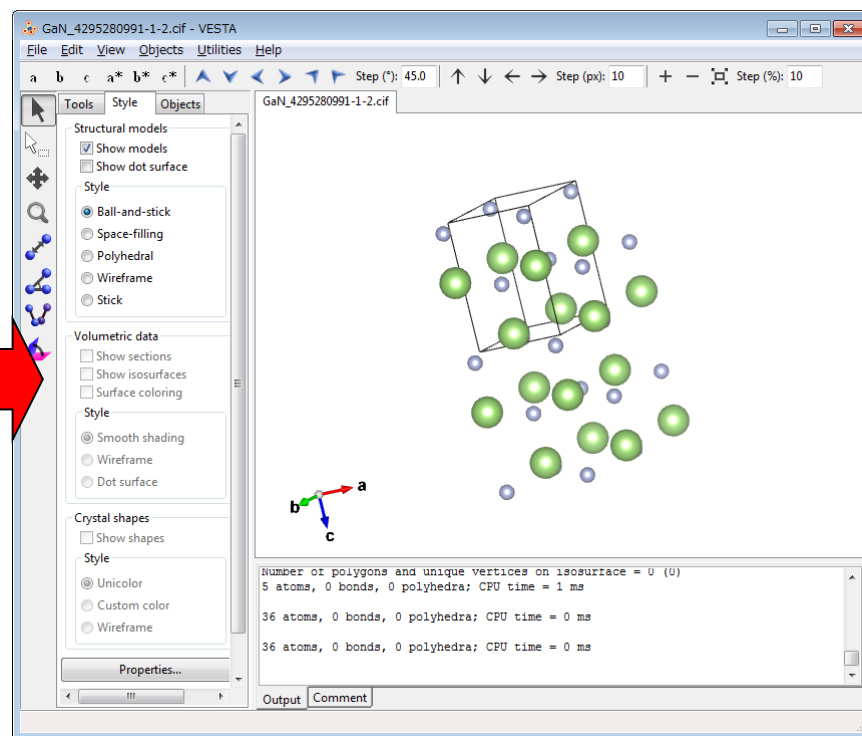 GaN_4295280991-1-2.cif - VESTA
File Edit View Objects Utilities Help
a b c a* b* c* Step (°): 45.0 Step (px): 10 Step (%): 10
Tools Style Objects
GaN_4295280991-1-2.cif
Structural models
Show models
Show dot surface
Style
Ball-and-stick
Space-filling
Polyhedral
Wireframe
Stick
Volumetric data
Show sections
Show isosurfaces
Surface coloring
Style
Smooth shading
Wireframe
Dot surface
Crystal shapes
Show shapes
Style
Unicolor
Custom color
Wireframe
Properties...
a
b
c
Number of polygons and unique vertices on isosurface = 0 (0)
5 atoms, 0 bonds, 0 polyhedra; CPU time = 1 ms
36 atoms, 0 bonds, 0 polyhedra; CPU time = 0 ms
36 atoms, 0 bonds, 0 polyhedra; CPU time = 0 ms
Output Comment